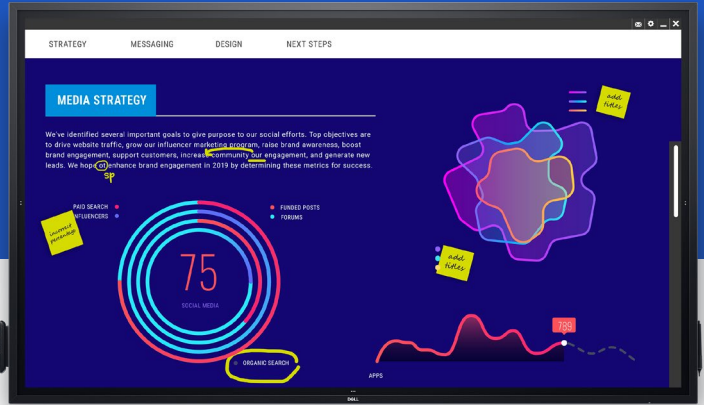 STRATEGY MESSAGING DESIGN NEXT STEPS
MEDIA STRATEGY
We've identified several important goals to give purpose to our social efforts. Top objectives are
to drive website traffic, grow our influencer marketing program, raise brand awareness, boost
brand engagement, support customers, increase community our engagement, and generate new
leads. We hope ot enhance brand engagement in 2019 by determining these metrics for success.
sp
add
titles
PAID SEARCH
INFLUENCERS
FUNDED POSTS
FORUMS
incorrect
percentage
75
SOCIAL MEDIA
ORGANIC SEARCH
add
titles
789
APPS
DELL